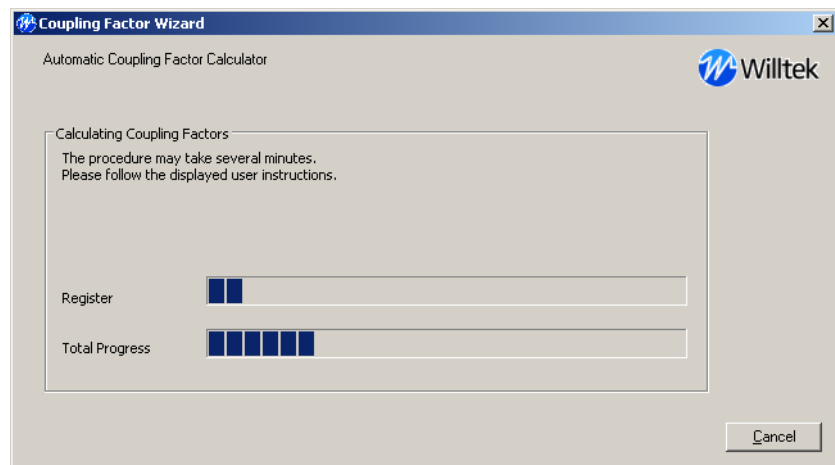 Coupling Factor Wizard
Automatic Coupling Factor Calculator
Willtek
Calculating Coupling Factors
The procedure may take several minutes.
Please follow the displayed user instructions.
Register
Total Progress
Cancel